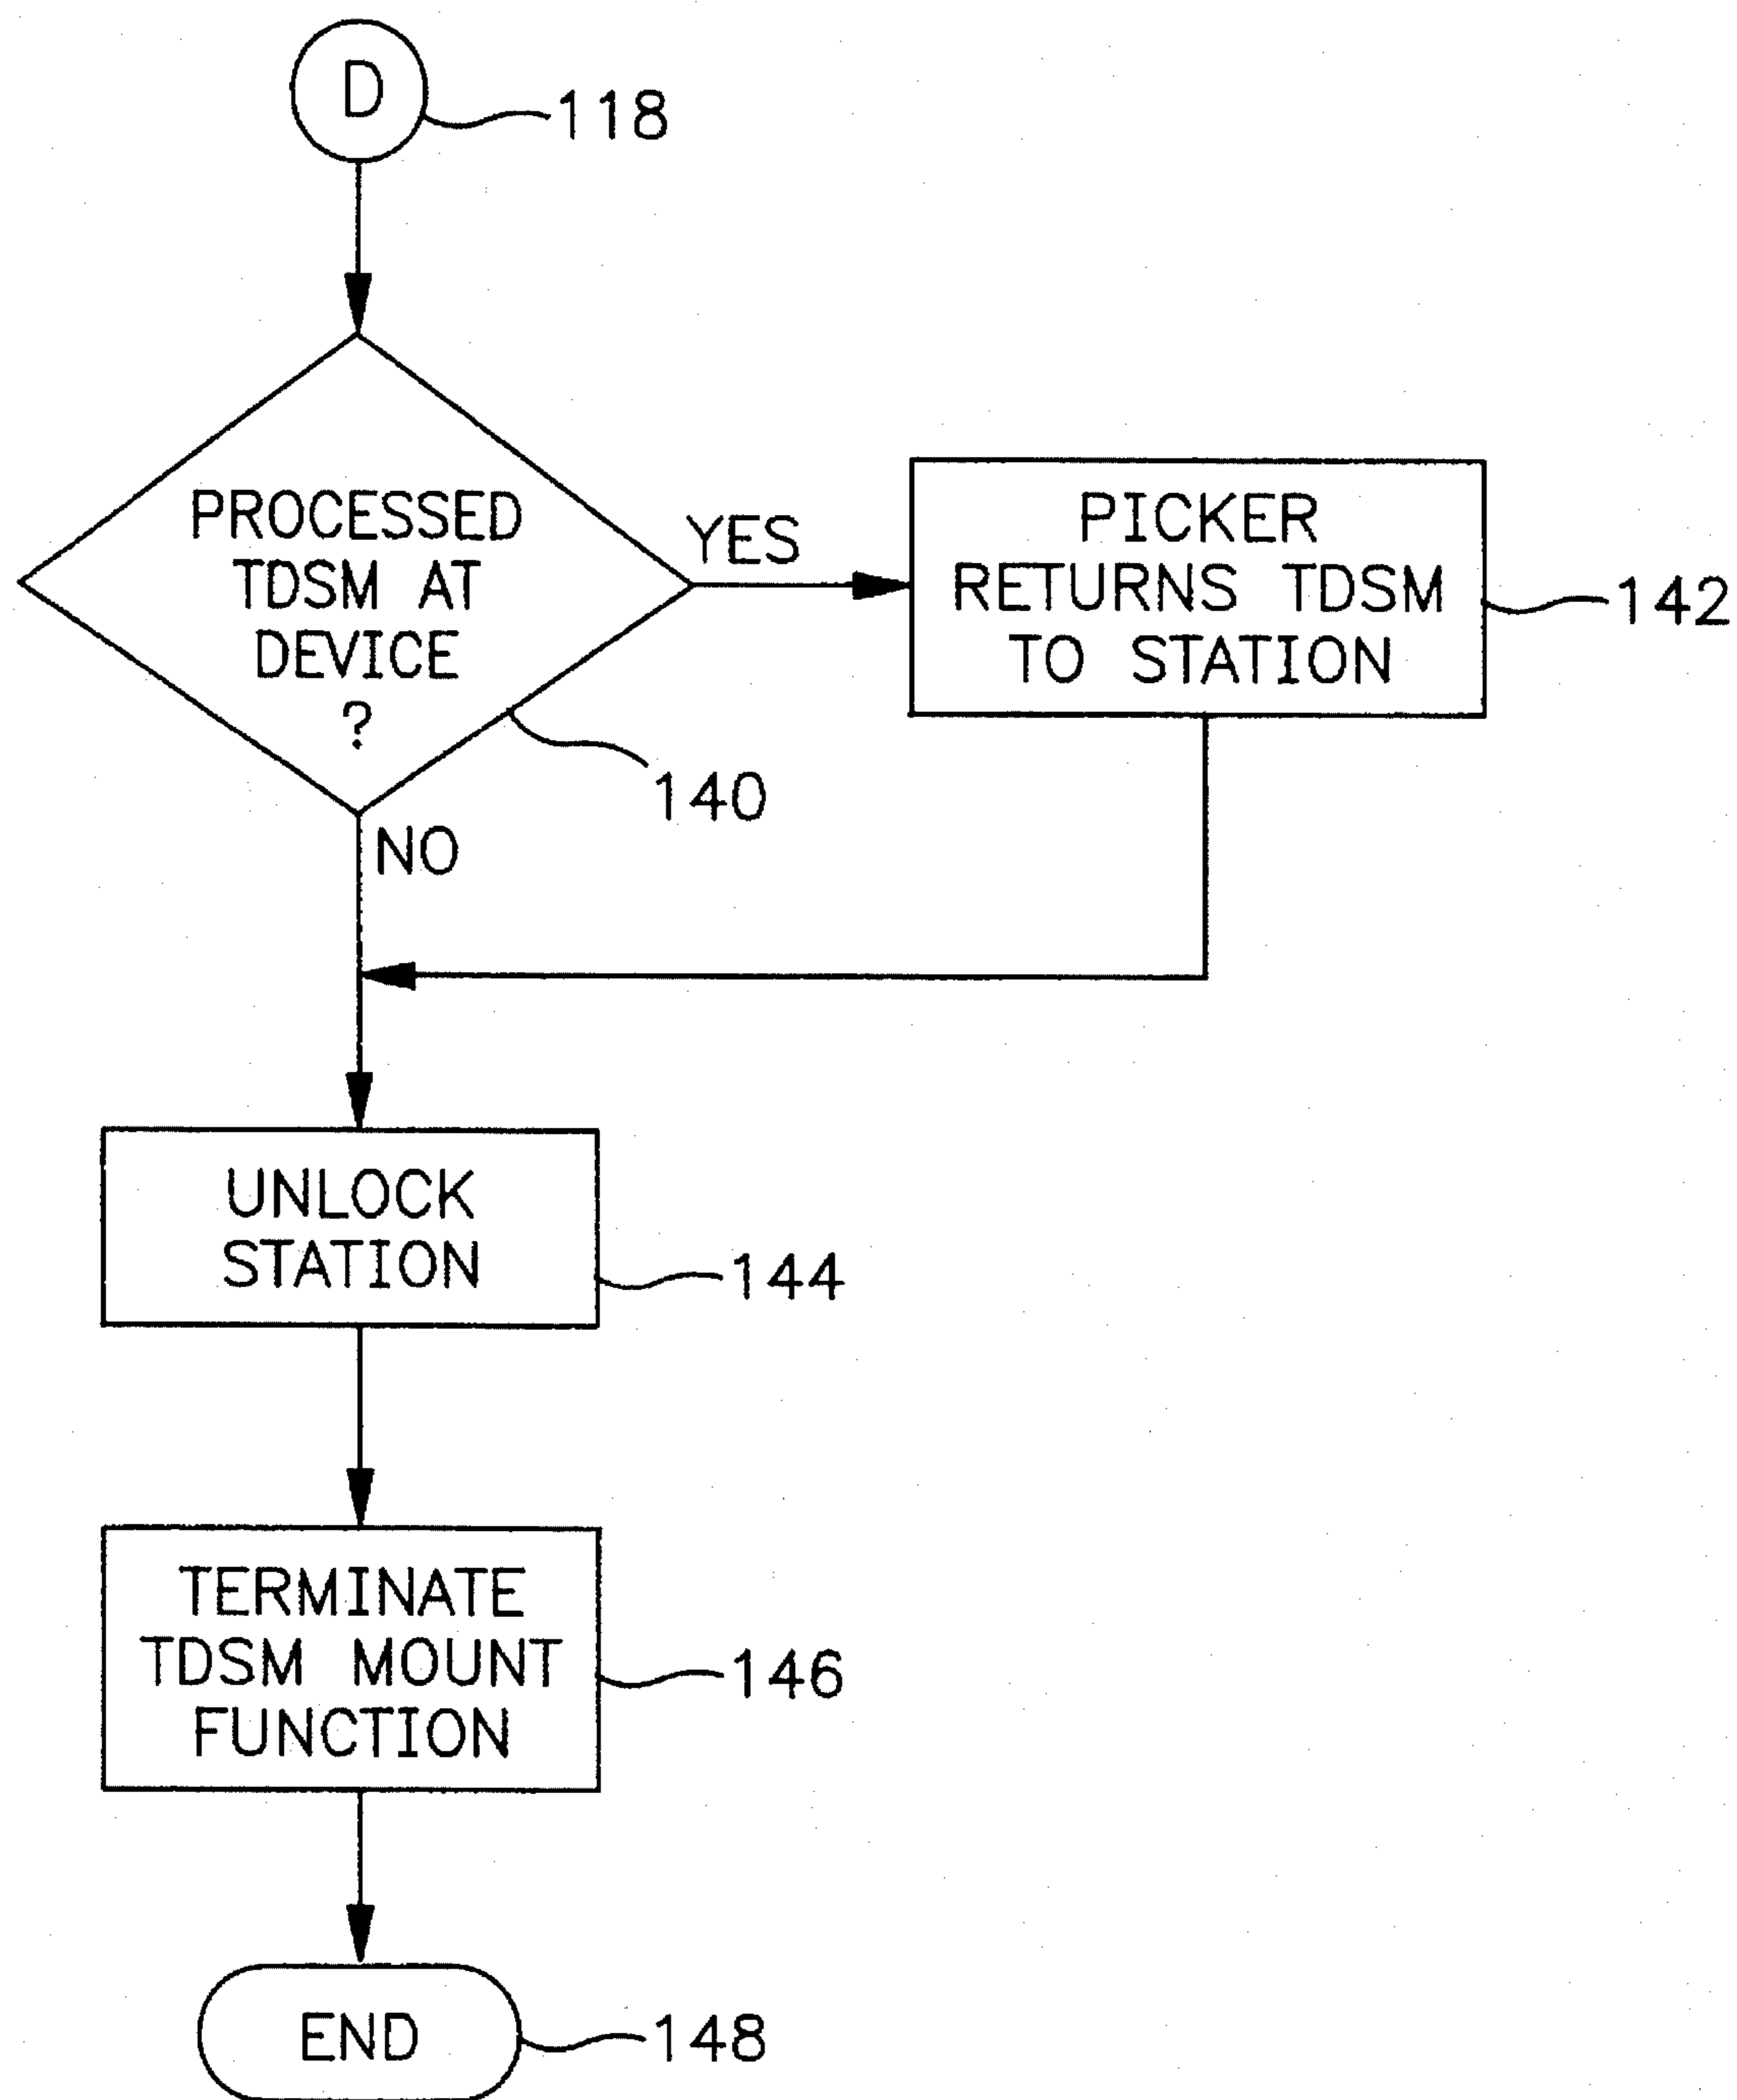 D
118
PROCESSED
TDSM AT
DEVICE
?
140
YES
PICKER
RETURNS TDSM
TO STATION
142
NO
UNLOCK
STATION
144
TERMINATE
TDSM MOUNT
FUNCTION
146
END
148